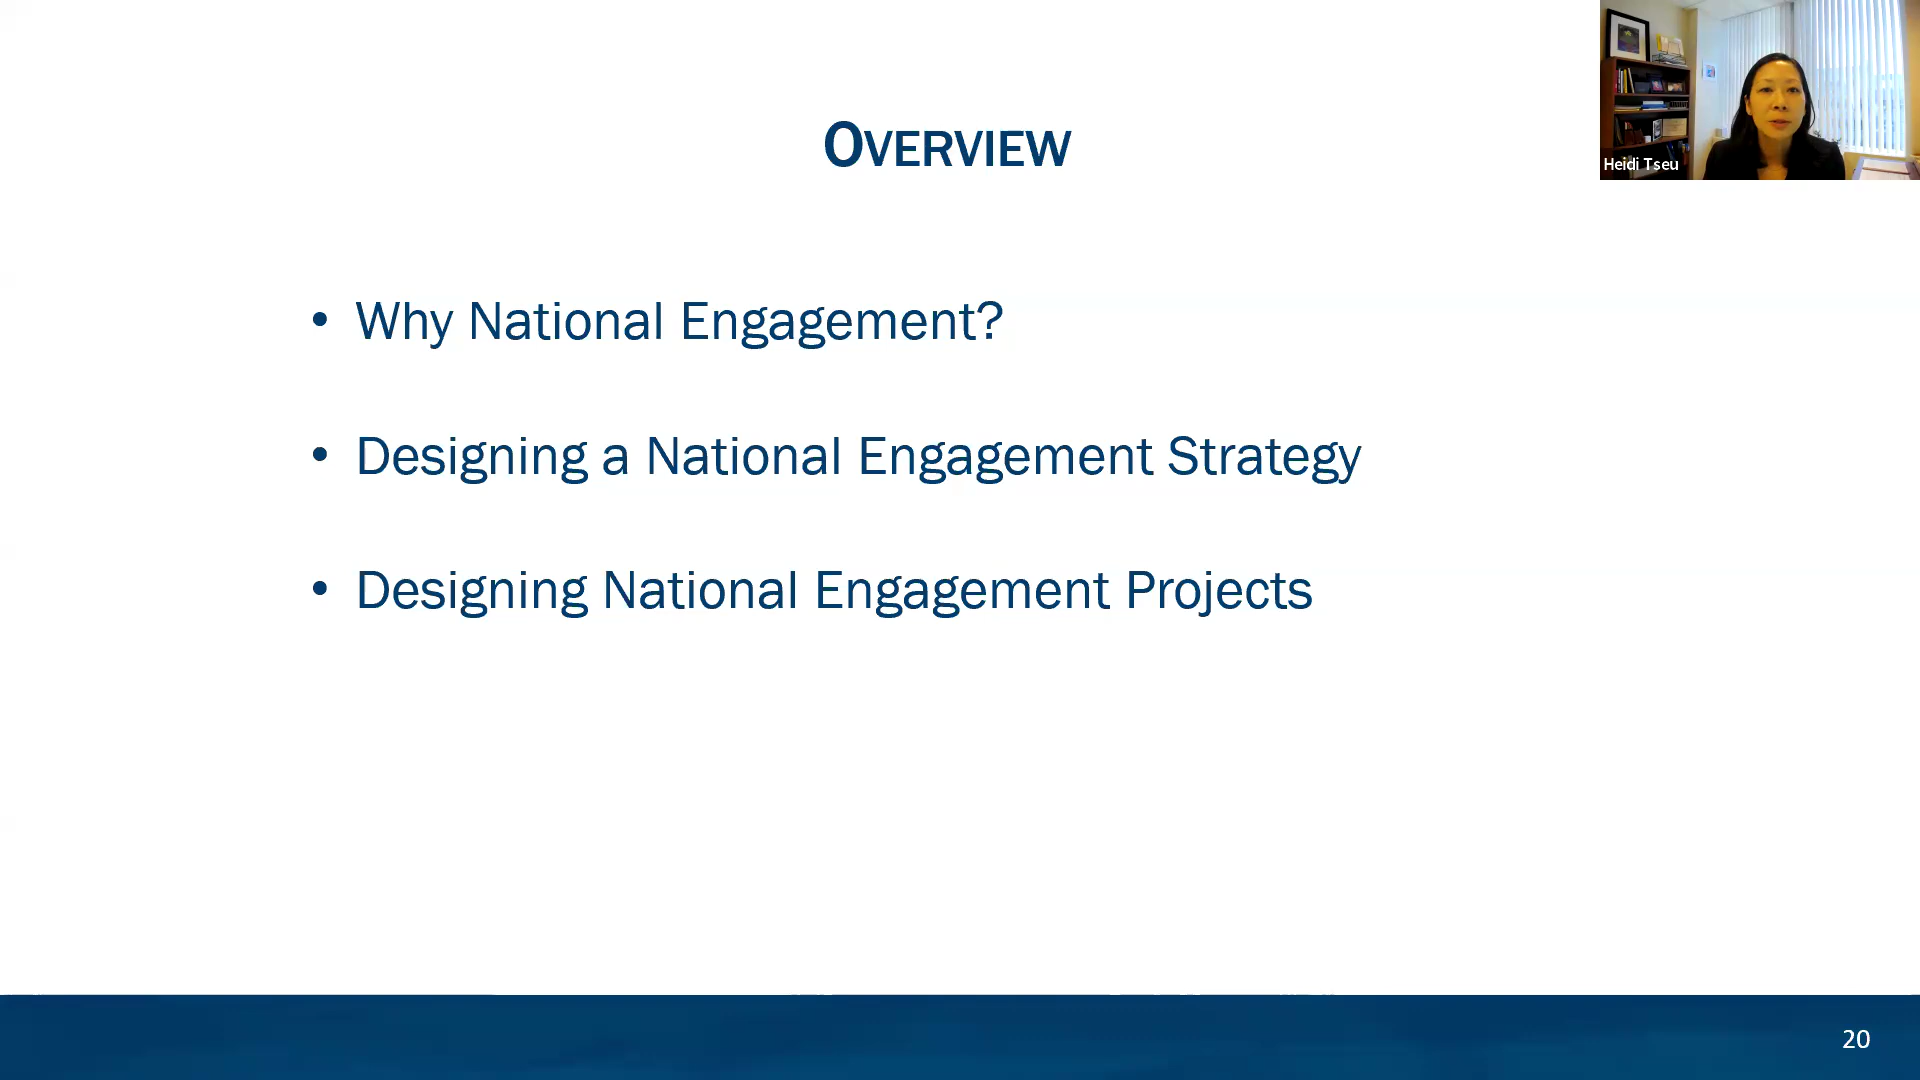 Overview
Heidi Tseu
• Why National Engagement?
• Designing a National Engagement Strategy
• Designing National Engagement Projects
20